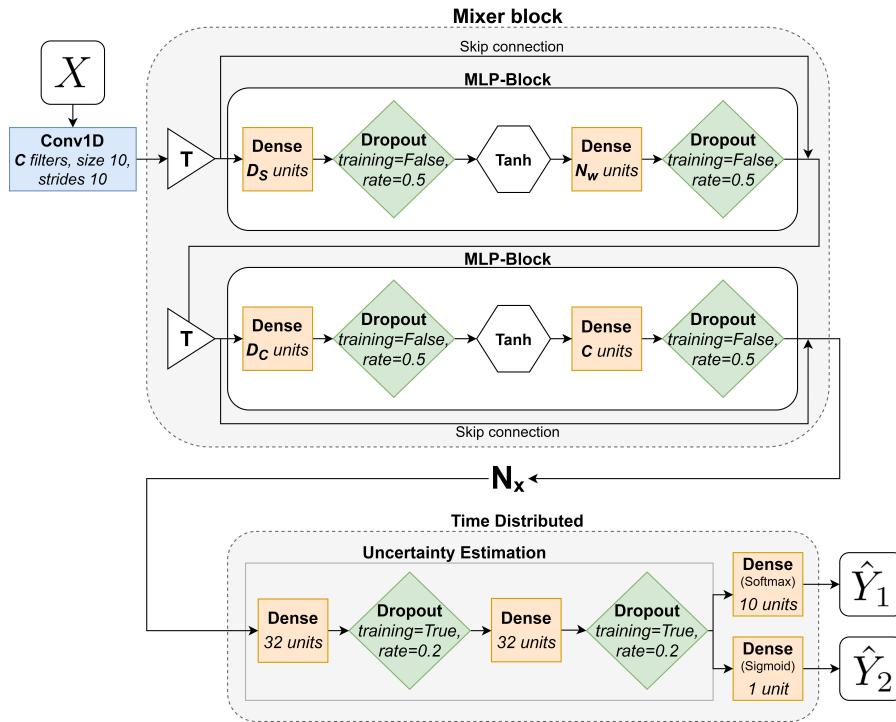 Mixer block
Skip connection
X
MLP-Block
Conv1D
C filters, size 10,
strides 10
T
Dense
D_S units
Dropout
training=False,
rate=0.5
Tanh
Dense
N_w units
Dropout
training=False,
rate=0.5
MLP-Block
T
Dense
D_C units
Dropout
training=False,
rate=0.5
Tanh
Dense
C units
Dropout
training=False,
rate=0.5
Skip connection
N_x
Time Distributed
Uncertainty Estimation
Dense
32 units
Dropout
training=True,
rate=0.2
Dense
32 units
Dropout
training=True,
rate=0.2
Dense
(Softmax)
10 units
Ŷ_1
Dense
(Sigmoid)
1 unit
Ŷ_2